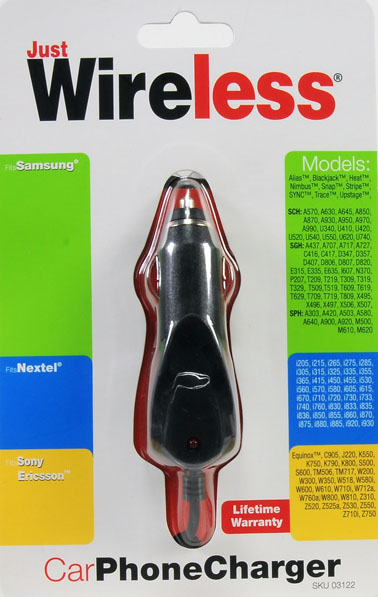 Just
Wireless®
Fits Samsung®
Models:
Alias™, Blackjack™, Heat™,
Nimbus™, Snap™, Stripe™,
SYNC™, Trace™, Upstage™,
SCH: A570, A630, A645, A850,
A870, A930, A950, A970,
A990, U340, U410, U420,
U520, U540, U550, U620, U740,
SGH: A437, A707, A717, A727,
C416, C417, D347, D357,
D407, D806, D807, D820,
E315, E335, E635, I607, N370,
P207, T209, T219, T309, T319,
T329, T509, T519, T609, T619,
T629, T709, T719, T809, X495,
X496, X497, X506, X507,
SPH: A303, A420, A503, A580,
A640, A900, A920, M500,
M610, M620
Fits Nextel®
i205, i215, i265, i275, i285,
i305, i315, i325, i335, i355,
i365, i415, i450, i455, i530,
i560, i570, i580, i605, i615,
i670, i710, i720, i730, i733,
i740, i760, i830, i833, i835,
i836, i850, i855, i860, i870,
i875, i880, i885, i920, i930
Fits Sony
Ericsson™
Equinox™, C905, J220, K550,
K750, K790, K800, S500,
S600, TM506, TM717, W200,
W300, W350, W518, W580i,
W600, W610, W710i, W712a,
W760a, W800, W810, Z310,
Z520, Z525a, Z530, Z550,
Z710i, Z750
Lifetime
Warranty
CarPhoneCharger
SKU 03122